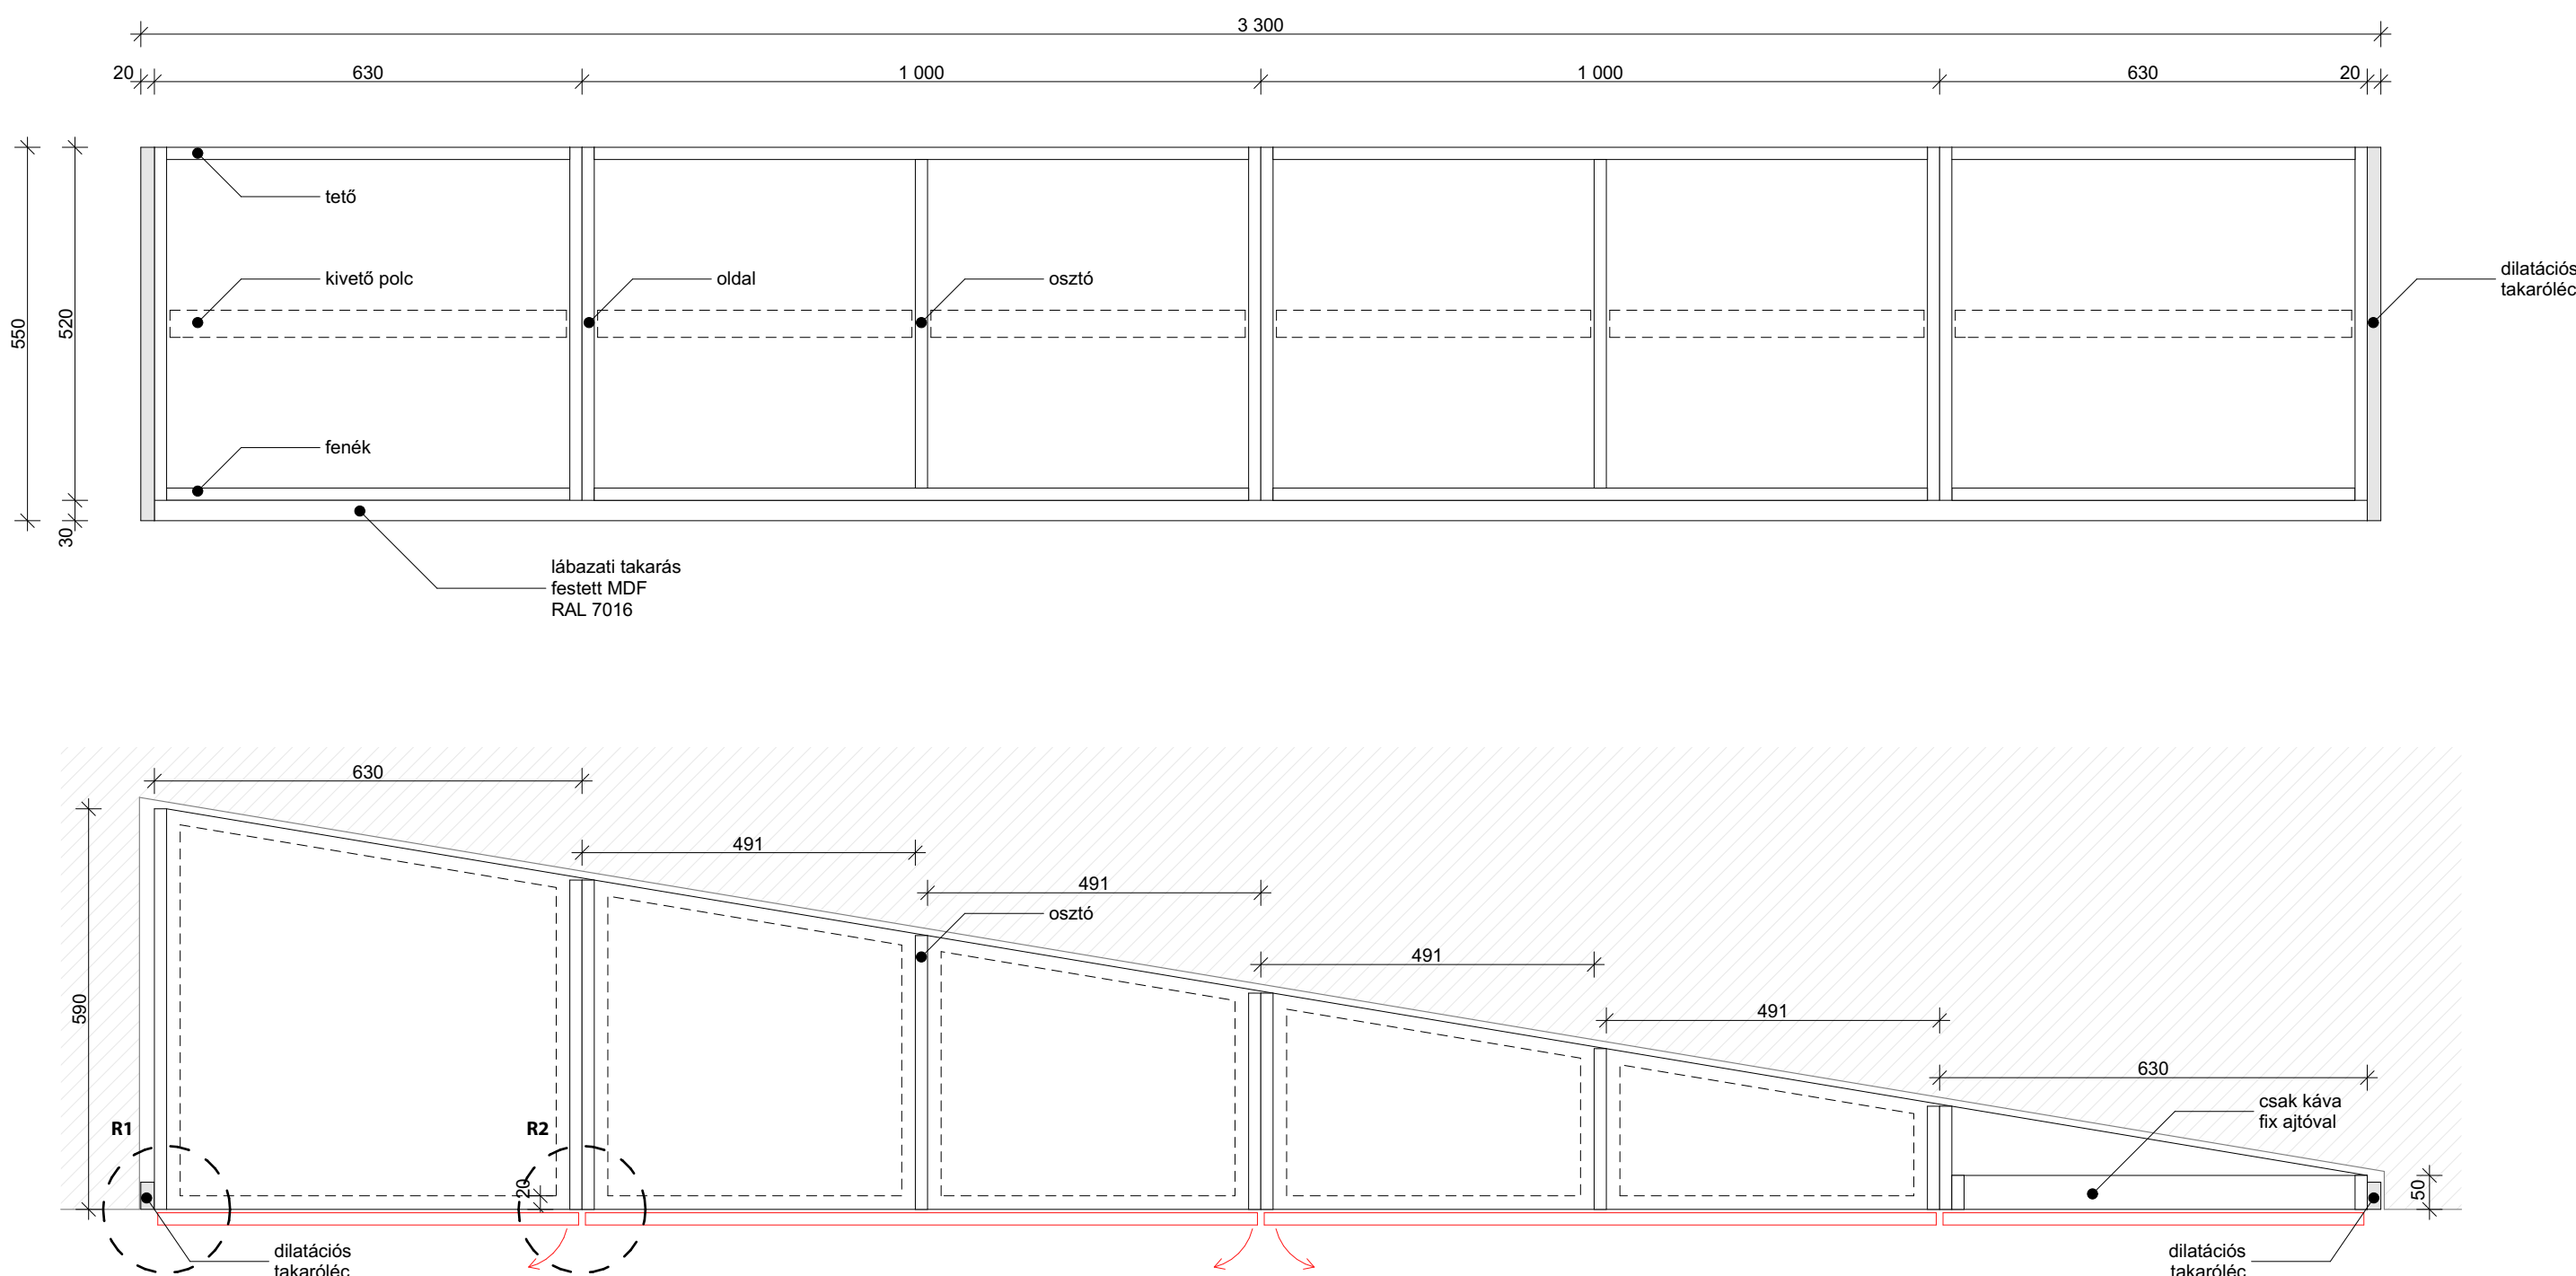 3 300
20
630
1 000
1 000
630
20
550
520
30
tető
kivető polc
oldal
osztó
dilatációs
takaróléc
fenék
lábazati takarás
festett MDF
RAL 7016
630
491
491
osztó
491
491
630
590
csak káva
fix ajtóval
R1
R2
20
50
dilatációs
takaróléc
dilatációs
takaróléc